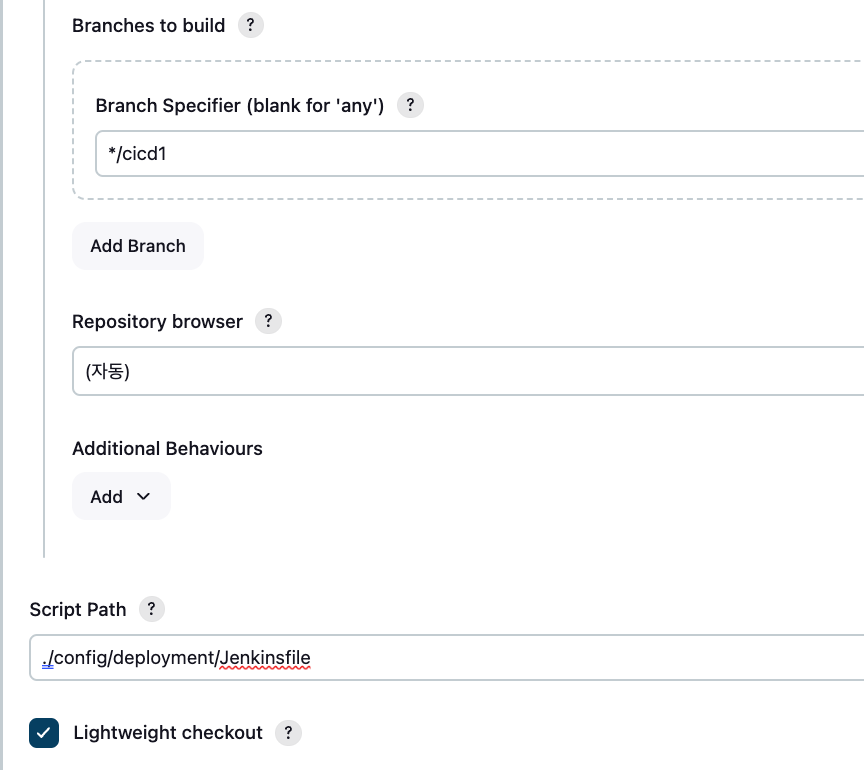 Branches to build ?
Branch Specifier (blank for 'any') ?
*/cicd1
Add Branch
Repository browser ?
(자동)
Additional Behaviours
Add
Script Path ?
./config/deployment/Jenkinsfile
Lightweight checkout ?